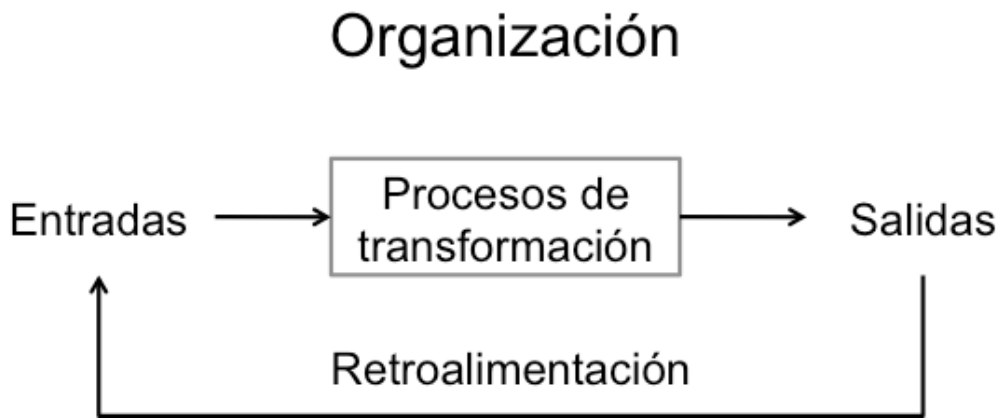 Organización
Entradas
Procesos de
transformación
Salidas
Retroalimentación